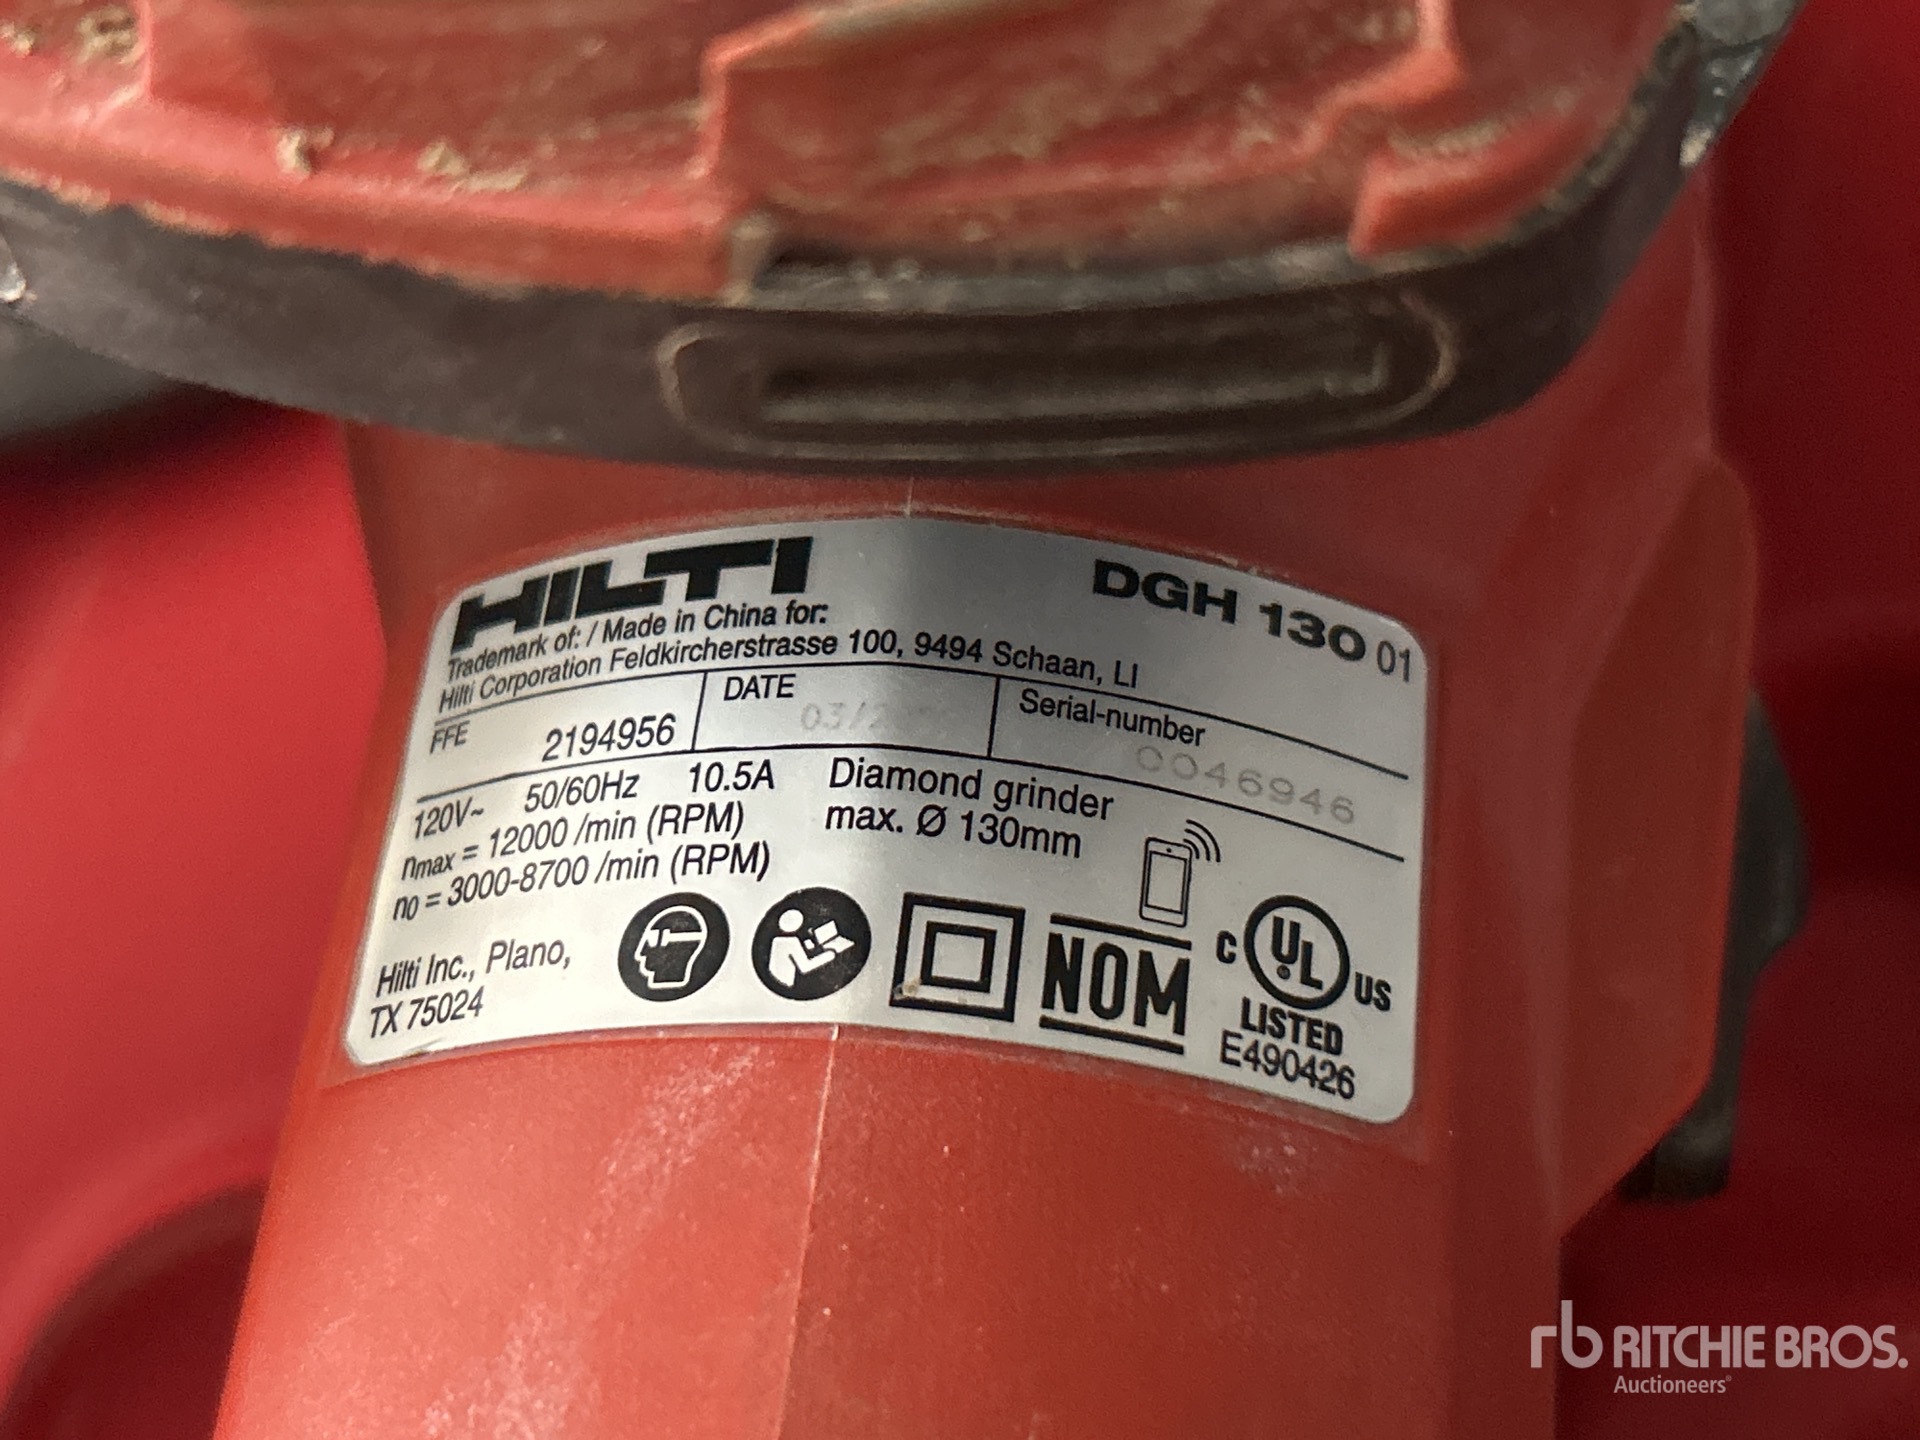 HILTI
DGH 130 01
Trademark of: / Made in China for:
Hilti Corporation Feldkircherstrasse 100, 9494 Schaan, LI
FFE 2194956
DATE
Serial-number
0046946
120V~ 50/60Hz 10.5A
nmax = 12000 /min (RPM)
n0 = 3000-8700 /min (RPM)
Diamond grinder
max. Ø 130mm
Hilti Inc., Plano,
TX 75024
NOM
C UL US
LISTED
E490426
rb RITCHIE BROS.
Auctioneers®